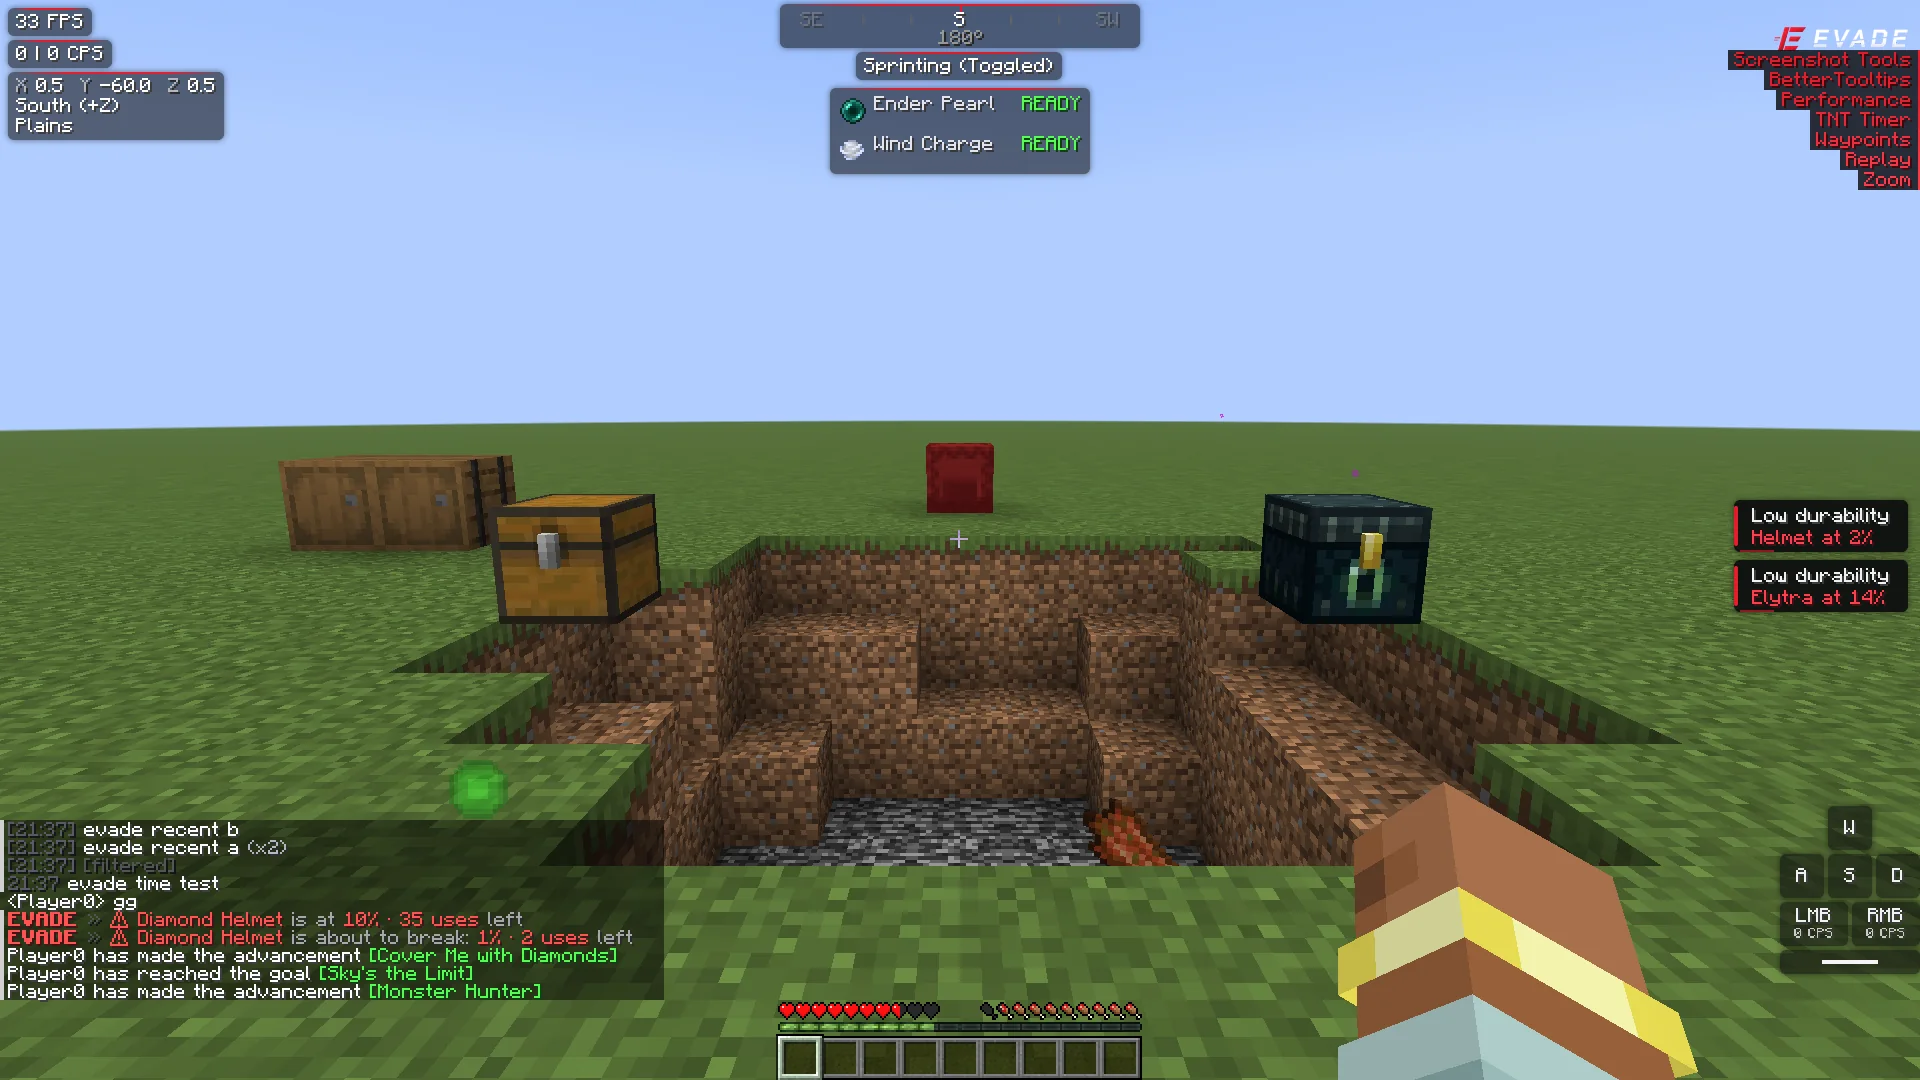 33 FPS
0 | 0 CPS
X 0.5 Y -60.0 Z 0.5
South (+Z)
Plains
SE S SW
180°
Sprinting (Toggled)
Ender Pearl READY
Wind Charge READY
EVADE
Screenshot Tools
BetterTooltips
Performance
TNT Timer
Waypoints
Replay
Zoom
Low durability
Helmet at 2%
Low durability
Elytra at 14%
[21:37] evade recent b
[21:37] evade recent a (x2)
[21:37] [filtered]
21:37 evade time test
<Player0> gg
EVADE » ⚠ Diamond Helmet is at 10% · 35 uses left
EVADE » ⚠ Diamond Helmet is about to break: 1% · 2 uses left
Player0 has made the advancement [Cover Me with Diamonds]
Player0 has reached the goal [Sky's the Limit]
Player0 has made the advancement [Monster Hunter]
W
A S D
LMB RMB
0 CPS 0 CPS